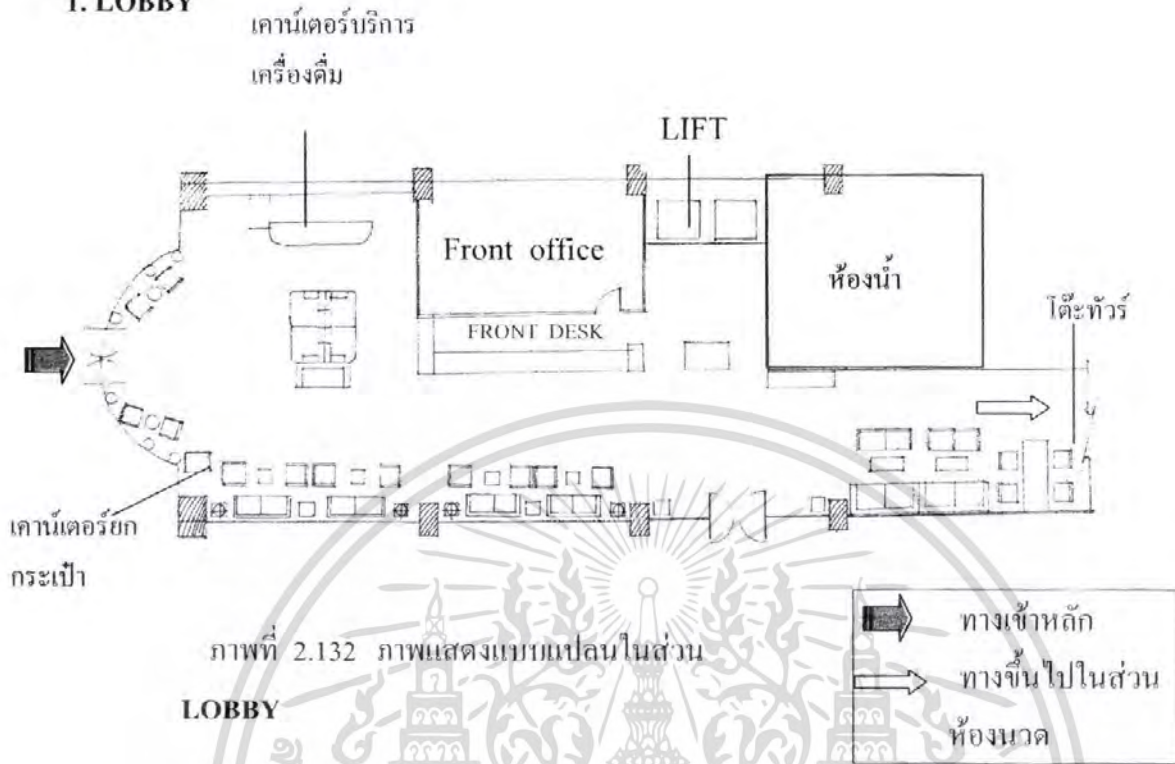 1. LOBBY
เคาน์เตอร์บริการ
เครื่องดื่ม
LIFT
Front office
ห้องน้ำ
โต๊ะทัวร์
FRONT DESK
เคาน์เตอร์ยก
กระเป๋า
ภาพที่ 2.132 ภาพแสดงแบบแปลนในส่วน
LOBBY
ทางเข้าหลัก
ทางขึ้นไปในส่วน
ห้องนวด